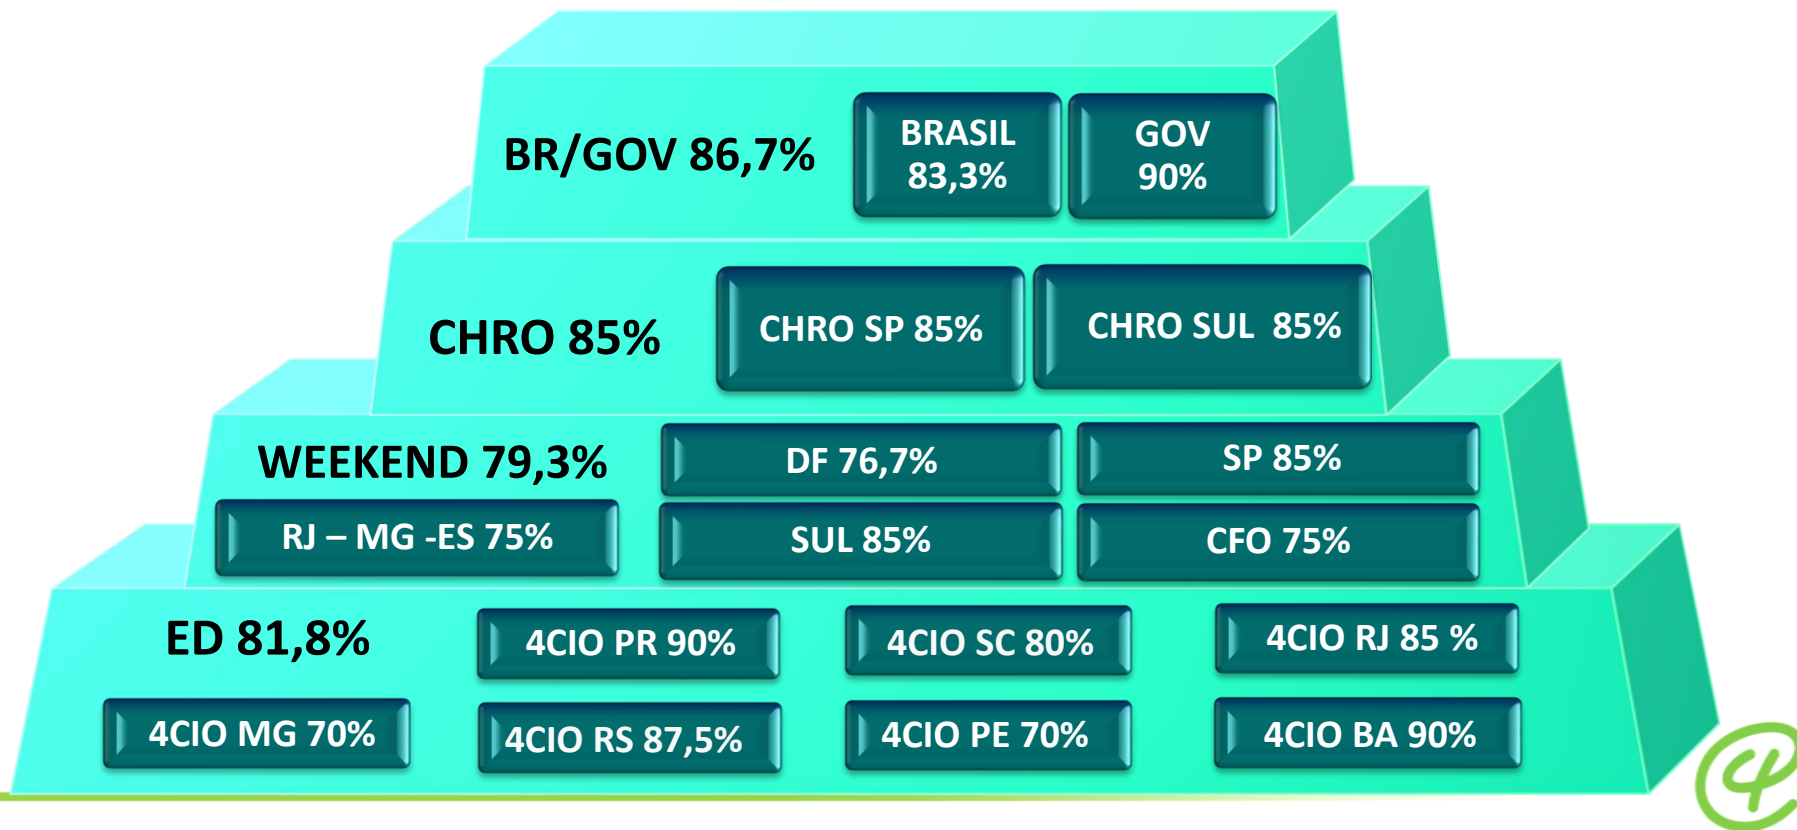 BR/GOV 86,7%
BRASIL
83,3%
GOV
90%
CHRO 85%
CHRO SP 85%
CHRO SUL  85%
WEEKEND 79,3%
DF 76,7%
SP 85%
RJ – MG -ES 75%
SUL 85%
CFO 75%
ED 81,8%
4CIO PR 90%
4CIO SC 80%
4CIO RJ 85 %
4CIO MG 70%
4CIO RS 87,5%
4CIO PE 70%
4CIO BA 90%